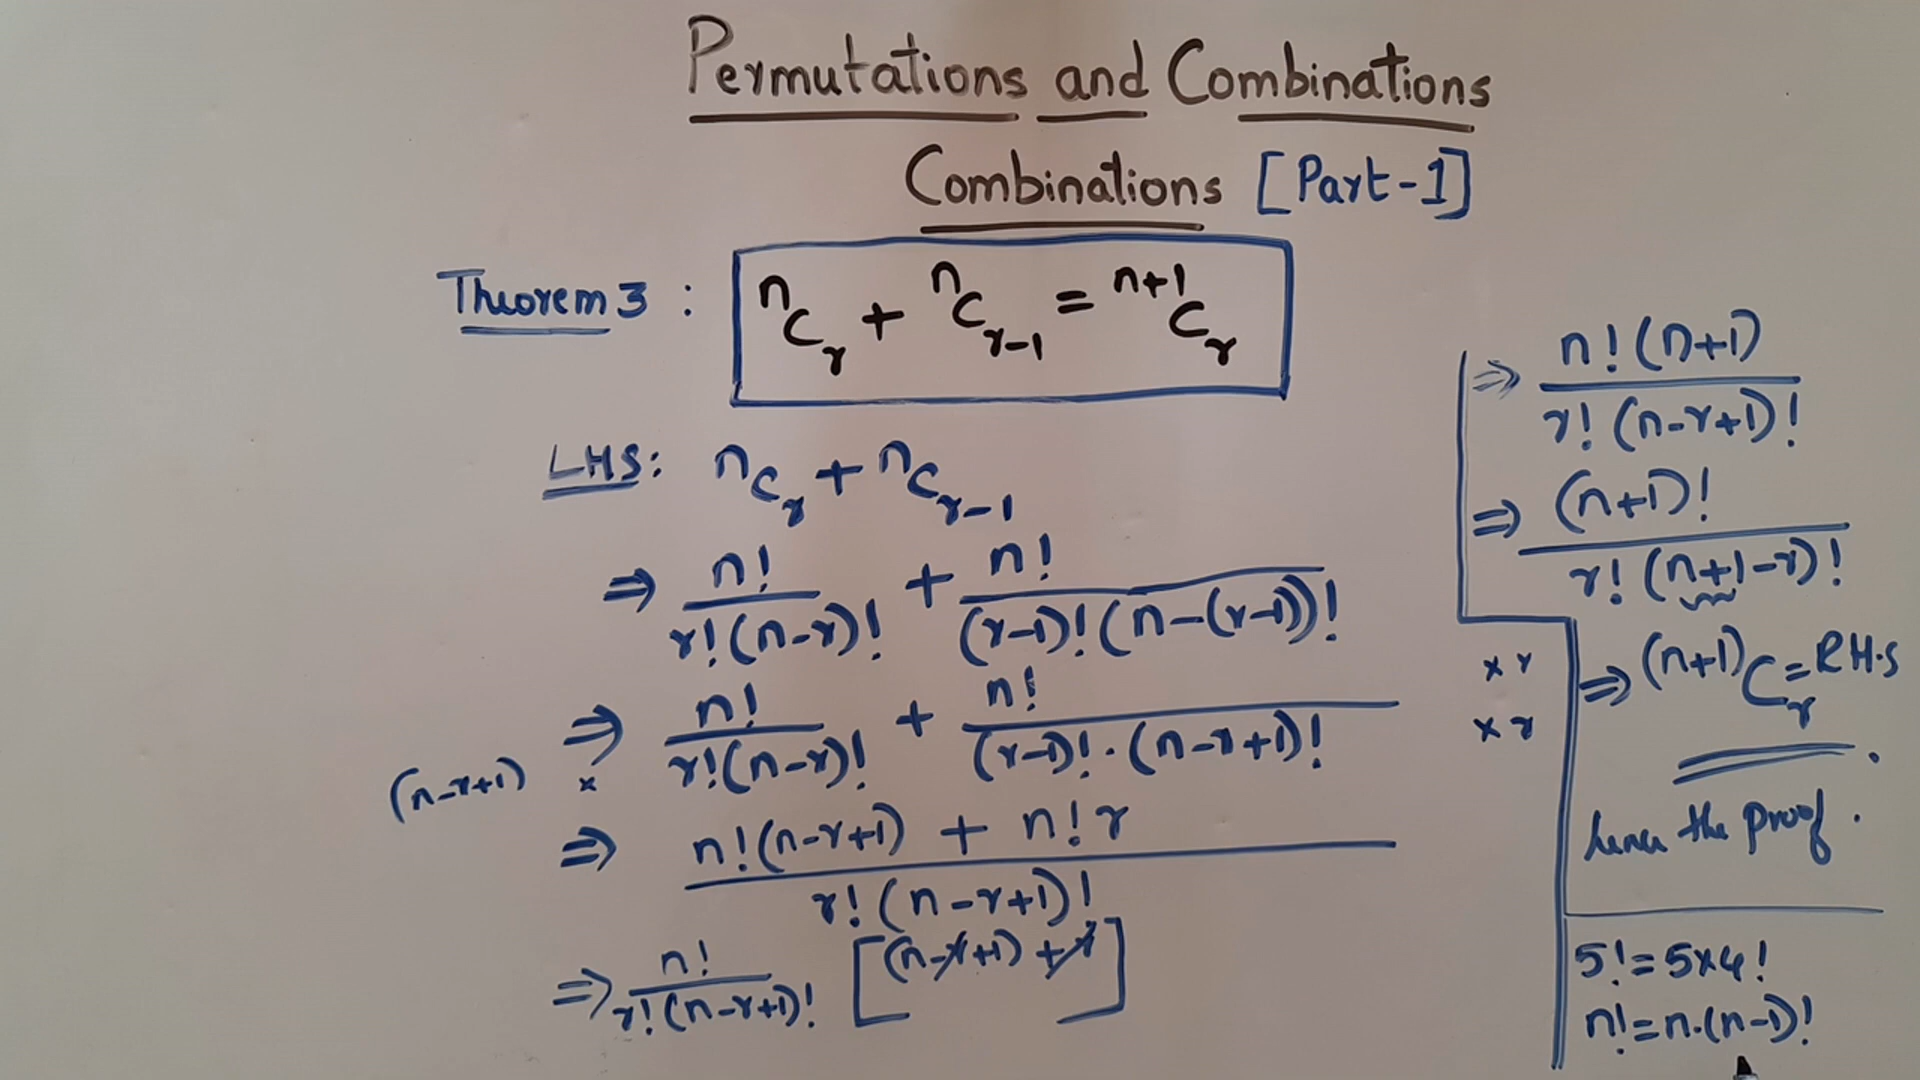 Permutations and Combinations
Combinations [Part-1]
Theorem 3 : ⁿCᵣ + ⁿCᵣ₋₁ = ⁿ⁺¹Cᵣ
LHS: ⁿCᵣ + ⁿCᵣ₋₁
⇒ n!/(r!(n-r)!) + n!/((r-1)!(n-(r-1))!)
⇒ n!/(r!(n-r)!) + n!/((r-1)!·(n-r+1)!)
(n-r+1) ×
× r
× r
⇒ (n!(n-r+1) + n!r)/(r!(n-r+1)!)
⇒ n!/(r!(n-r+1)!) [(n-r+1)+r]
⇒ n!(n+1)/(r!(n-r+1)!)
⇒ (n+1)!/(r!(n+1-r)!)
⇒ ⁽ⁿ⁺¹⁾Cᵣ = RH.S
hence the proof.
5! = 5×4!
n! = n.(n-1)!